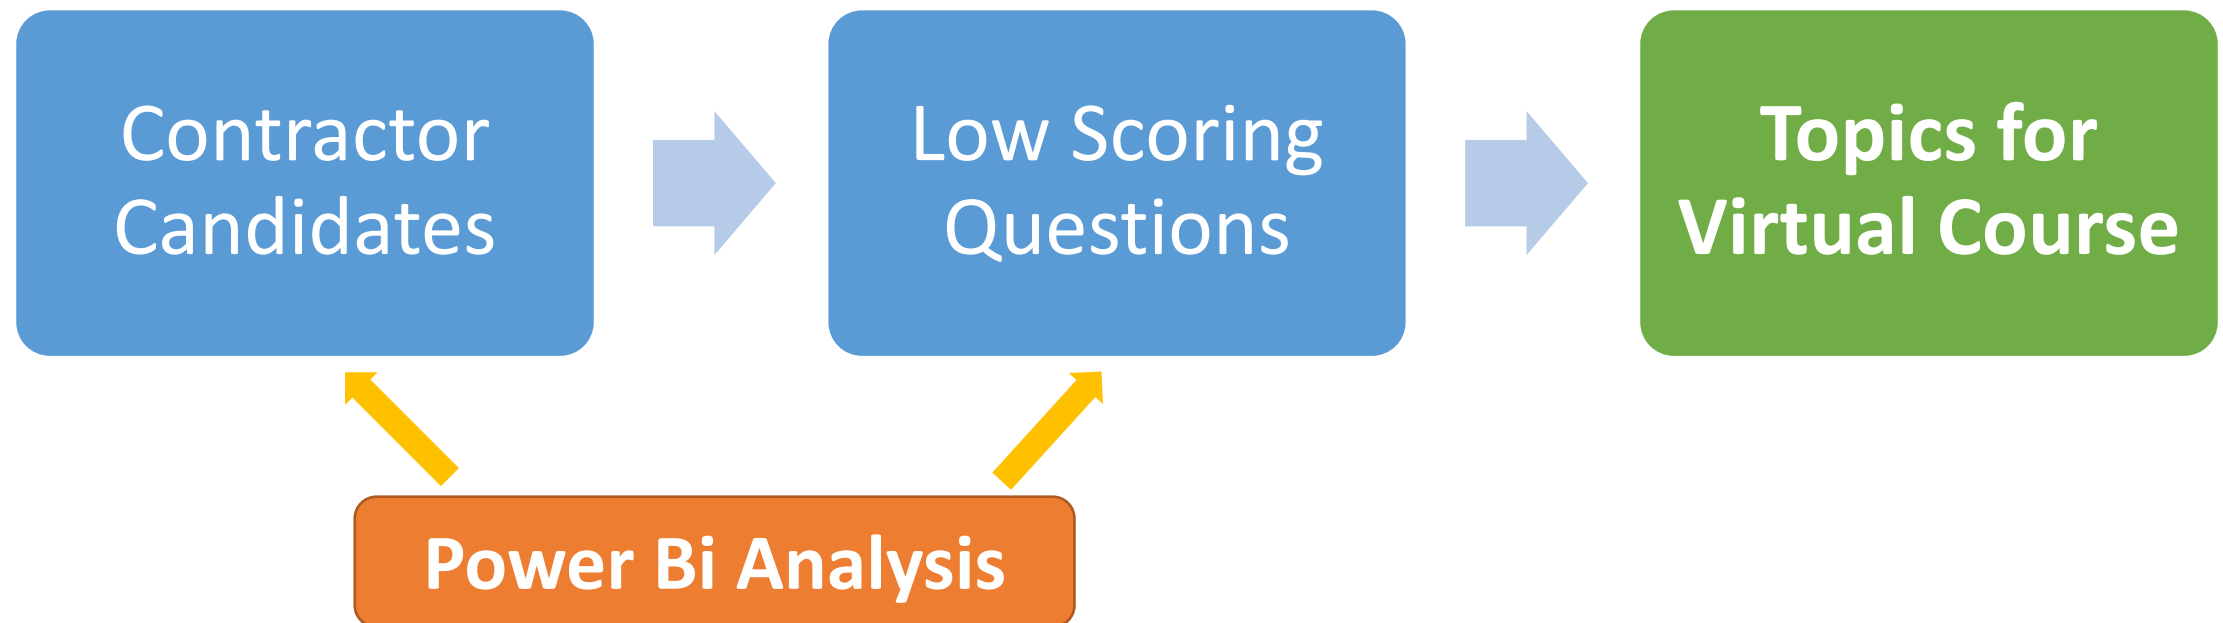 Contractor
Candidates
Low Scoring
Questions
Topics for
Virtual Course
Power Bi Analysis